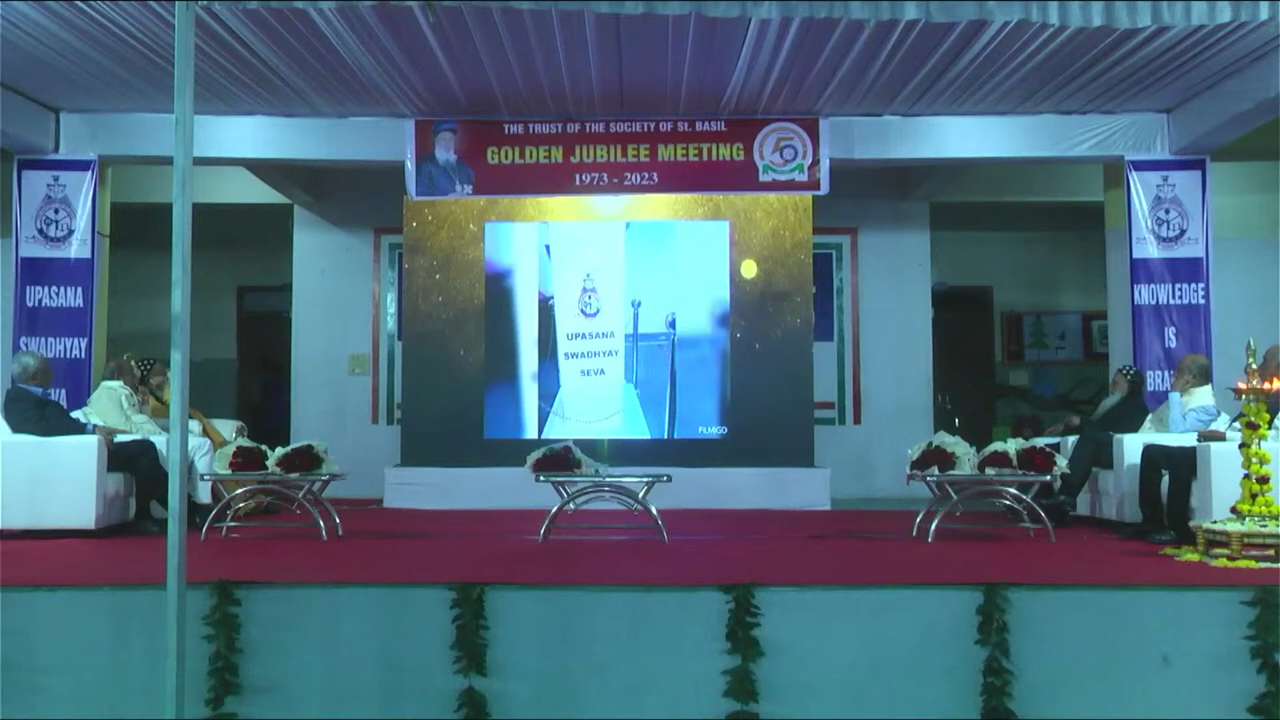 THE TRUST OF THE SOCIETY OF St. BASIL
GOLDEN JUBILEE MEETING
1973 - 2023
50
UPASANA
SWADHYAY
UPASANA
SWADHYAY
SEVA
FILMIGO
KNOWLEDGE
IS